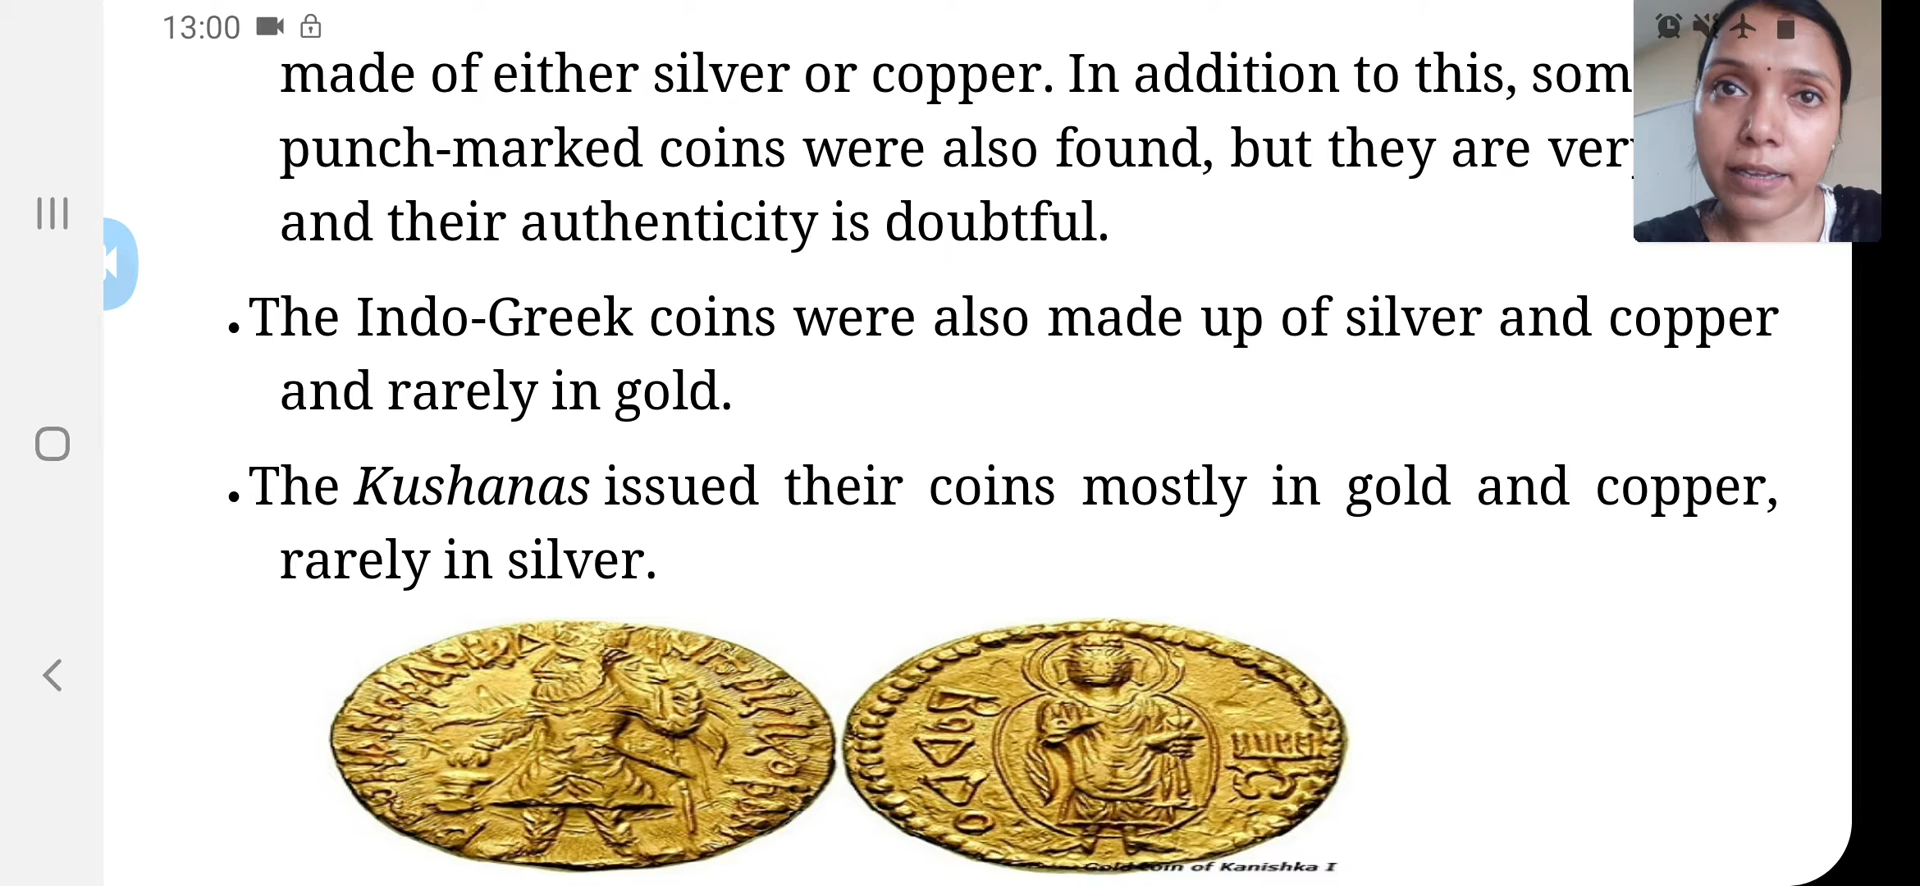 13:00
made of either silver or copper. In addition to this, som
punch-marked coins were also found, but they are ver
and their authenticity is doubtful.
• The Indo-Greek coins were also made up of silver and copper
and rarely in gold.
• The Kushanas issued their coins mostly in gold and copper,
rarely in silver.
Gold Coin of Kanishka I